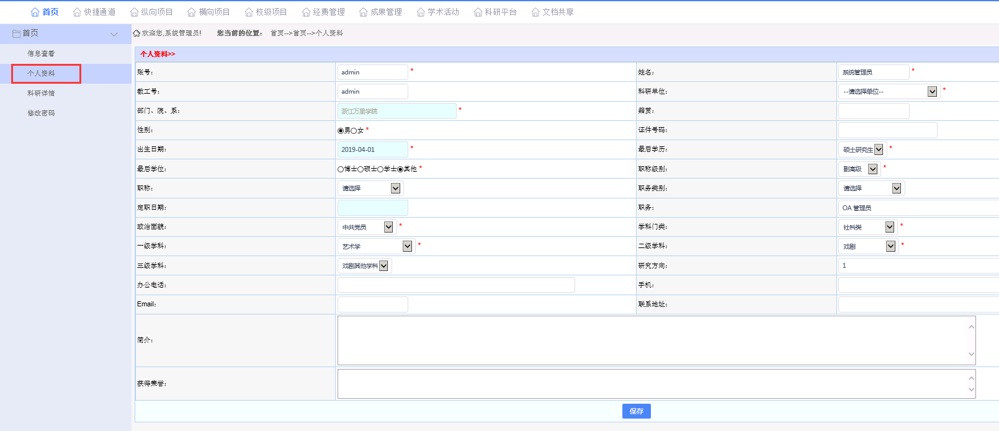 首页 快捷通道 纵向项目 横向项目 校级项目 经费管理 成果管理 学术活动 科研平台 文档共享
首页
信息查看
个人资料
科研详情
修改密码
欢迎您,系统管理员! 您当前的位置： 首页-->首页-->个人资料
个人资料>>
账号： admin * 姓名： 系统管理员 *
教工号： admin 科研单位： --请选择单位-- *
部门、院、系： 浙江万里学院 * 籍贯：
性别： 男 女 * 证件号码：
出生日期： 2019-04-01 * 最后学历： 硕士研究生 *
最后学位： 博士 硕士 学士 其他 * 职称级别： 副高级 *
职称： 请选择 职务类别： 请选择
定职日期： 职务： OA 管理员
政治面貌： 中共党员 * 学科门类： 社科类 *
一级学科： 艺术学 * 二级学科： 戏剧 *
三级学科： 戏剧其他学科 研究方向： 1
办公电话： 手机：
Email： 联系地址：
简介：
获得荣誉：
保存